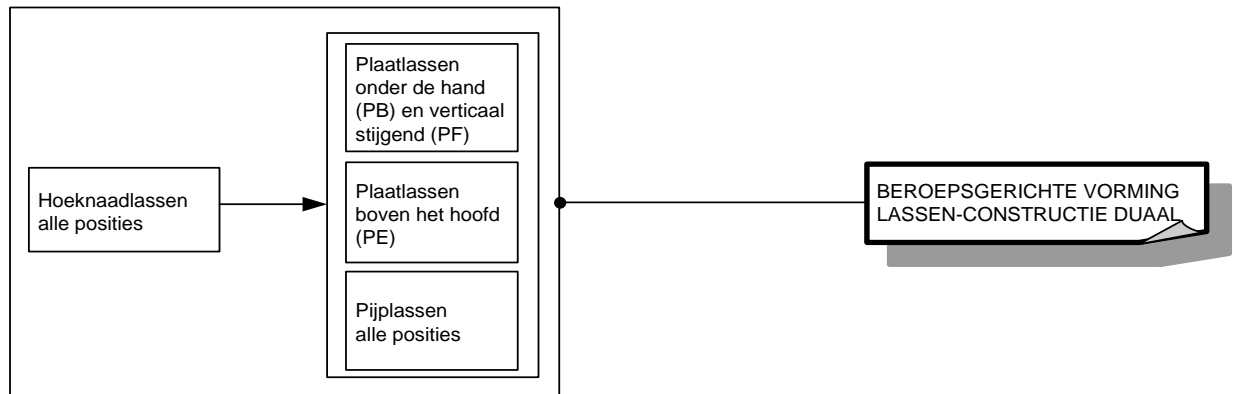 Hoeknaadlassen
alle posities
Plaatlassen
onder de hand
(PB) en verticaal
stijgend (PF)
Plaatlassen
boven het hoofd
(PE)
Pijplassen
alle posities
BEROEPSGERICHTE VORMING
LASSEN-CONSTRUCTIE DUAAL